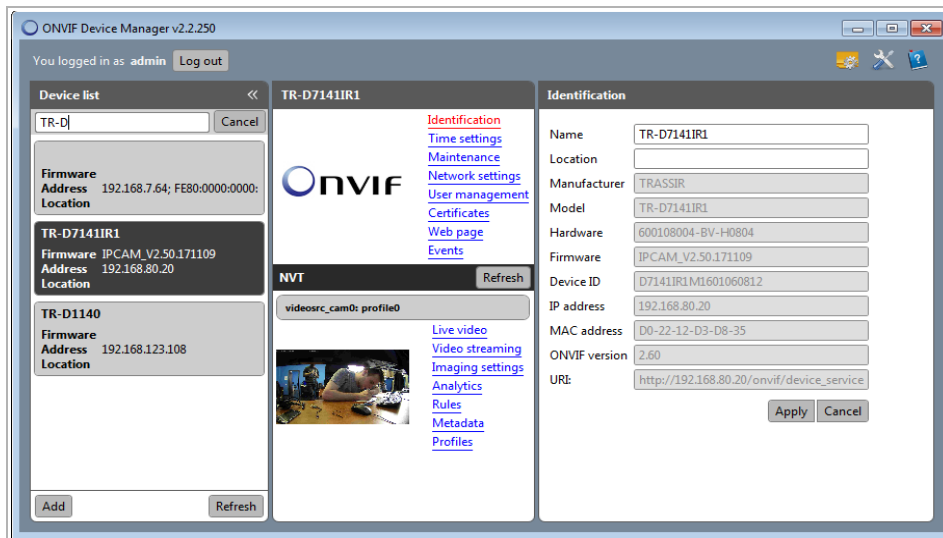 ONVIF Device Manager v2.2.250
You logged in as admin Log out
Device list «
TR-D Cancel
Firmware
Address 192.168.7.64; FE80:0000:0000:
Location
TR-D7141IR1
Firmware IPCAM_V2.50.171109
Address 192.168.80.20
Location
TR-D1140
Firmware
Address 192.168.123.108
Location
Add Refresh
TR-D7141IR1
ONVIF
Identification
Time settings
Maintenance
Network settings
User management
Certificates
Web page
Events
NVT Refresh
videosrc_cam0: profile0
Live video
Video streaming
Imaging settings
Analytics
Rules
Metadata
Profiles
Identification
Name TR-D7141IR1
Location
Manufacturer TRASSIR
Model TR-D7141IR1
Hardware 600108004-BV-H0804
Firmware IPCAM_V2.50.171109
Device ID D7141IR1M1601060812
IP address 192.168.80.20
MAC address D0-22-12-D3-D8-35
ONVIF version 2.60
URI: http://192.168.80.20/onvif/device_service
Apply Cancel